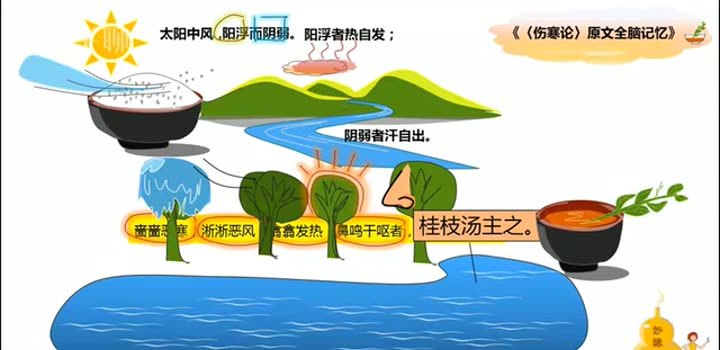 太阳中风，阳浮而阴弱。阳浮者热自发；
《〈伤寒论〉原文全脑记忆》
阴弱者汗自出。
啬啬恶寒 淅淅恶风 翕翕发热 鼻鸣干呕者，
桂枝汤主之。